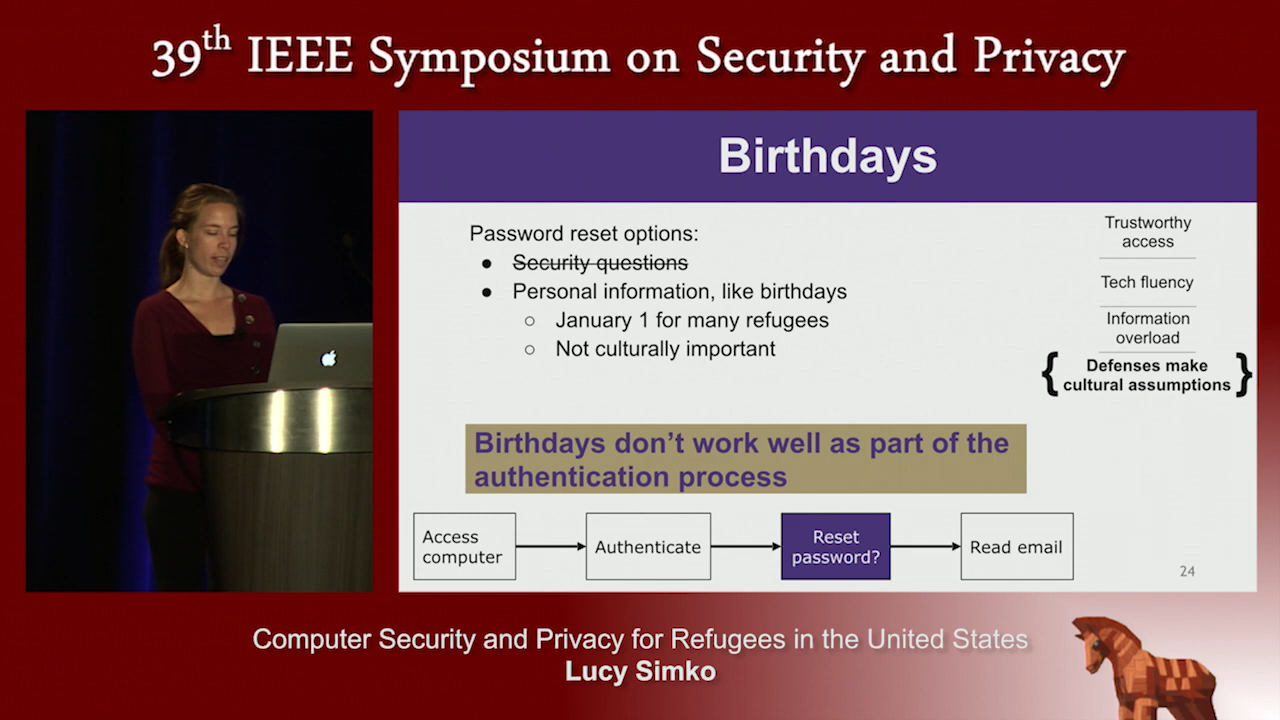 39th IEEE Symposium on Security and Privacy
Birthdays
Password reset options:
● Security questions
● Personal information, like birthdays
○ January 1 for many refugees
○ Not culturally important
Trustworthy
access
Tech fluency
Information
overload
{ Defenses make
cultural assumptions }
Birthdays don’t work well as part of the
authentication process
Access
computer
Authenticate
Reset
password?
Read email
24
Computer Security and Privacy for Refugees in the United States
Lucy Simko